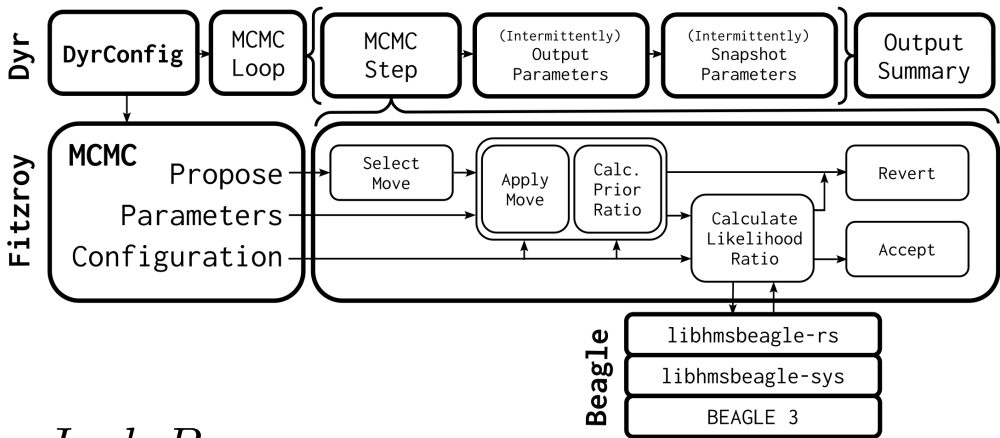 Dyr
DyrConfig
MCMC
Loop
MCMC
Step
(Intermittently)
Output
Parameters
(Intermittently)
Snapshot
Parameters
Output
Summary
Fitzroy
MCMC
Propose
Parameters
Configuration
Select
Move
Apply
Move
Calc.
Prior
Ratio
Calculate
Likelihood
Ratio
Revert
Accept
Beagle
libhmsbeagle-rs
libhmsbeagle-sys
BEAGLE 3